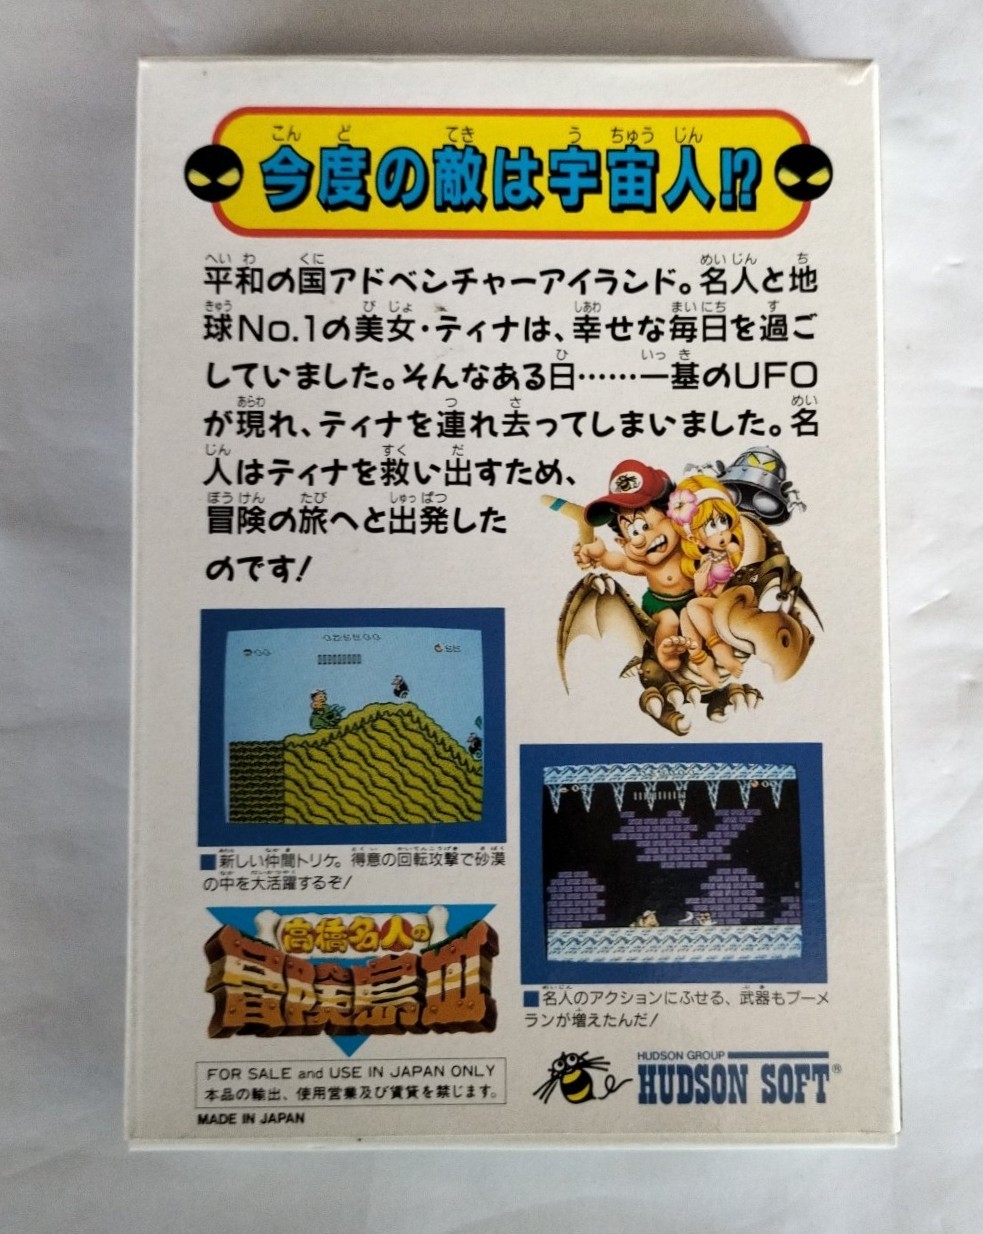 今度の敵は宇宙人!?
平和の国アドベンチャーアイランド。名人と地
球No.1の美女・ティナは、幸せな毎日を過ご
していました。そんなある日……一基のUFO
が現れ、ティナを連れ去ってしまいました。名
人はティナを救い出すため、
冒険の旅へと出発した
のです!
■新しい仲間トリケ。得意の回転攻撃で砂漠
の中を大活躍するぞ!
高橋名人の
冒険島III
■名人のアクションにふせる、武器もブーメ
ランが増えたんだ!
FOR SALE and USE IN JAPAN ONLY
本品の輸出、使用営業及び賃貸を禁じます。
MADE IN JAPAN
HUDSON GROUP
HUDSON SOFT®